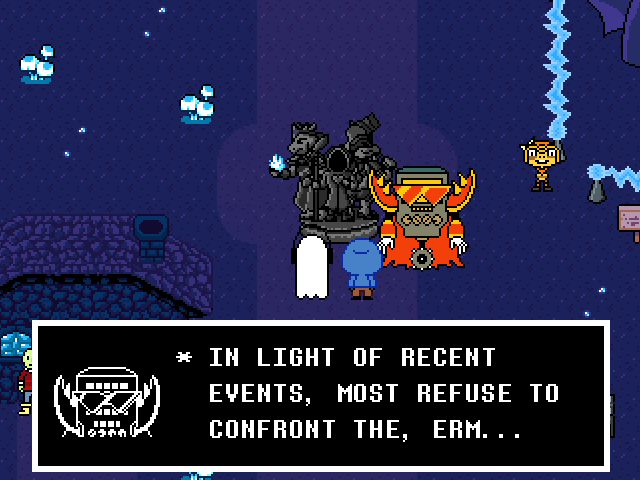 * IN LIGHT OF RECENT
EVENTS, MOST REFUSE TO
CONFRONT THE, ERM...